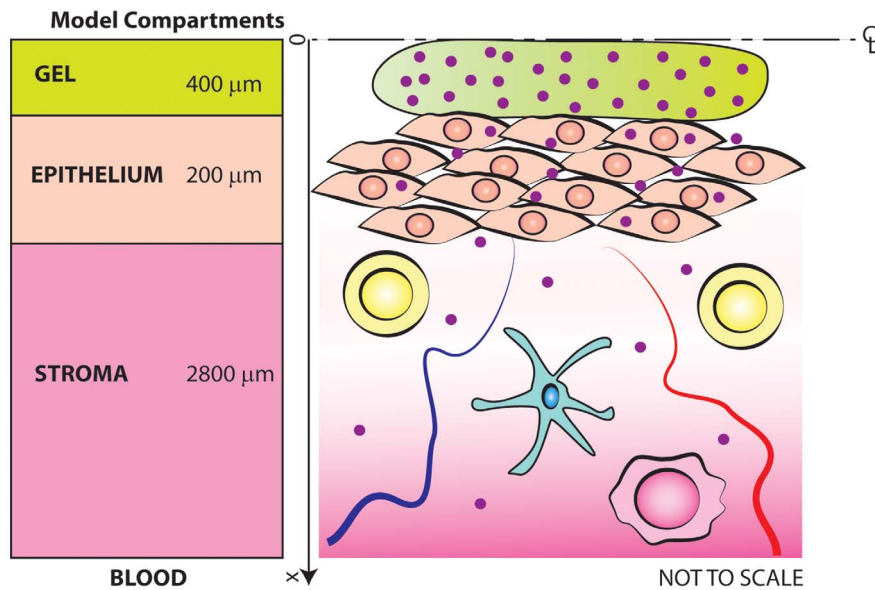 Model Compartments
GEL
400 μm
EPITHELIUM
200 μm
STROMA
2800 μm
BLOOD
0
x
℄
NOT TO SCALE